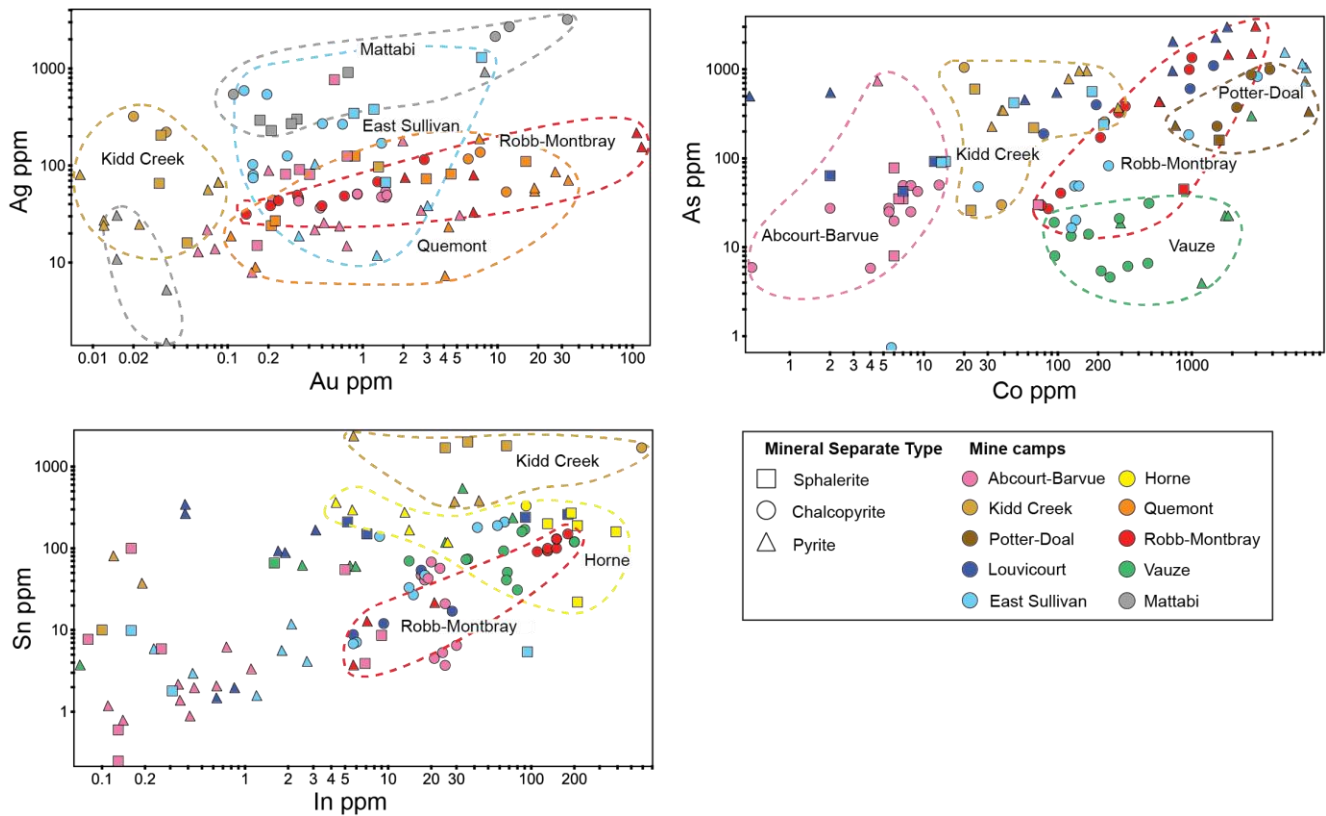 Ag ppm
1000
100
10
Mattabi
East Sullivan
Robb-Montbray
Kidd Creek
Quemont
0.01 0.02 0.1 0.2 0.3 1 2 3 4 5 10 20 30 100
Au ppm
As ppm
1000
100
10
1
Potter-Doal
Kidd Creek
Robb-Montbray
Abcourt-Barvue
Vauze
1 2 3 4 5 10 20 30 100 200 1000
Co ppm
Sn ppm
1000
100
10
1
Kidd Creek
Horne
Robb-Montbray
0.1 0.2 1 2 3 4 5 10 20 30 100 200
In ppm
Mineral Separate Type Mine camps
Sphalerite
Chalcopyrite
Pyrite
Abcourt-Barvue Horne
Kidd Creek Quemont
Potter-Doal Robb-Montbray
Louvicourt Vauze
East Sullivan Mattabi